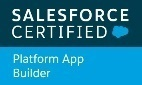 SALESFORCE
CERTIFIED
Platform App
Builder